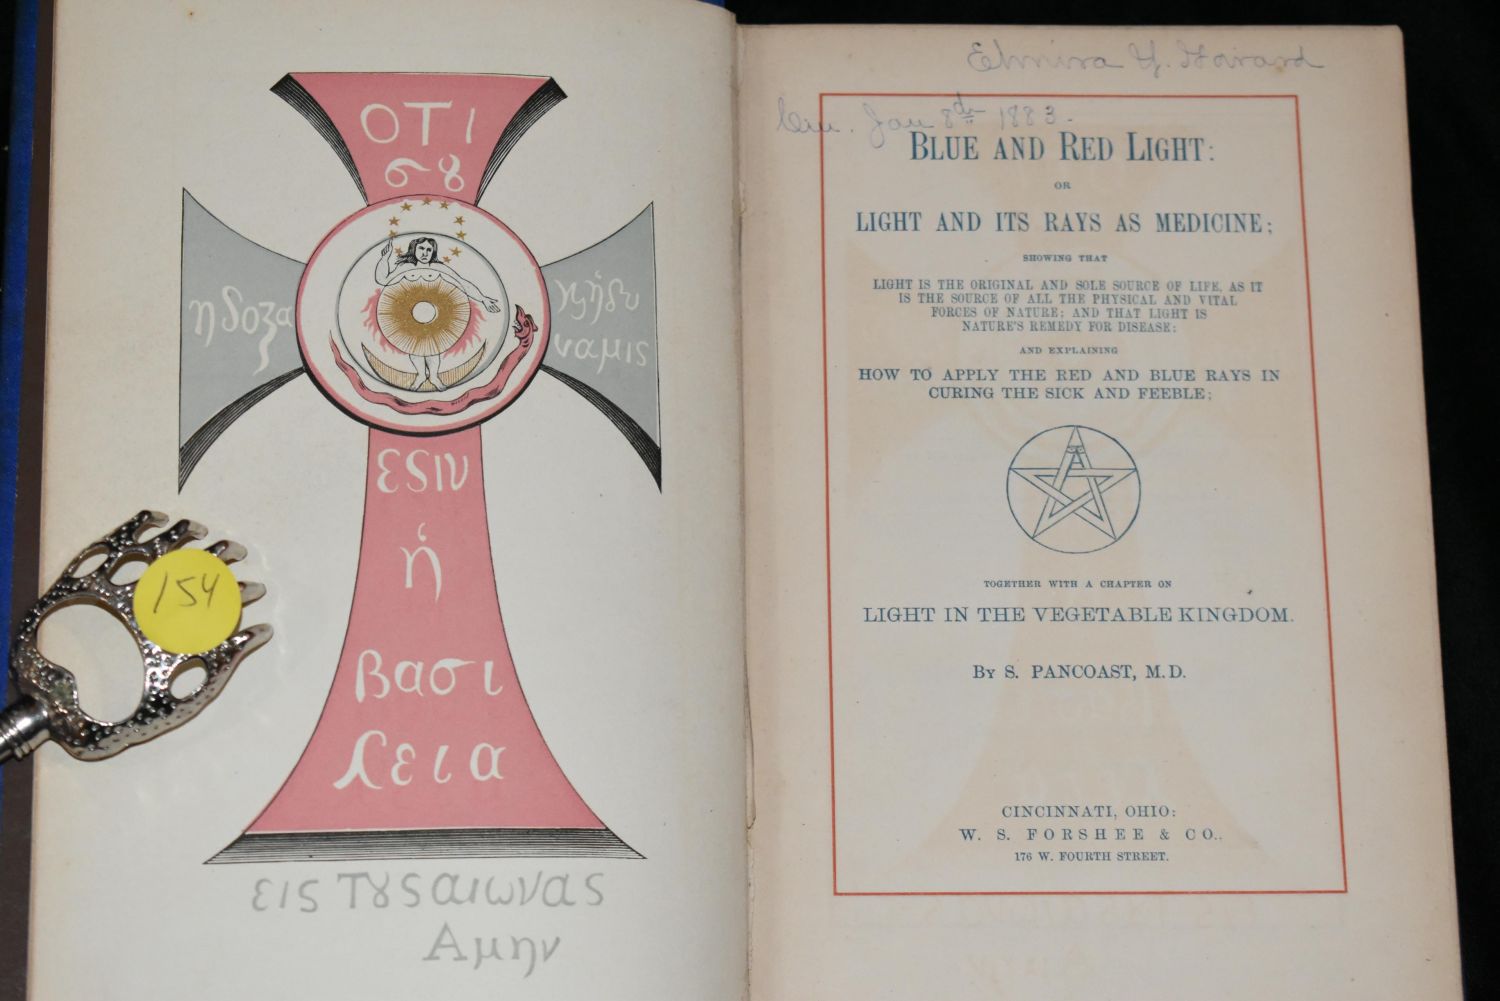 ΟΤΙ
σȣ
η δοξα
ϗ ἡ δυ
ναμις
εςιν
ἡ
βασι
λεια
εις Τȣς αιωνας
Αμην
154
Elmira Y.
Cin. Jan 8th 1883.
BLUE AND RED LIGHT:
OR
LIGHT AND ITS RAYS AS MEDICINE;
SHOWING THAT
LIGHT IS THE ORIGINAL AND SOLE SOURCE OF LIFE, AS IT
IS THE SOURCE OF ALL THE PHYSICAL AND VITAL
FORCES OF NATURE; AND THAT LIGHT IS
NATURE'S REMEDY FOR DISEASE:
AND EXPLAINING
HOW TO APPLY THE RED AND BLUE RAYS IN
CURING THE SICK AND FEEBLE;
TOGETHER WITH A CHAPTER ON
LIGHT IN THE VEGETABLE KINGDOM.
BY S. PANCOAST, M.D.
CINCINNATI, OHIO:
W. S. FORSHEE & CO.,
176 W. FOURTH STREET.